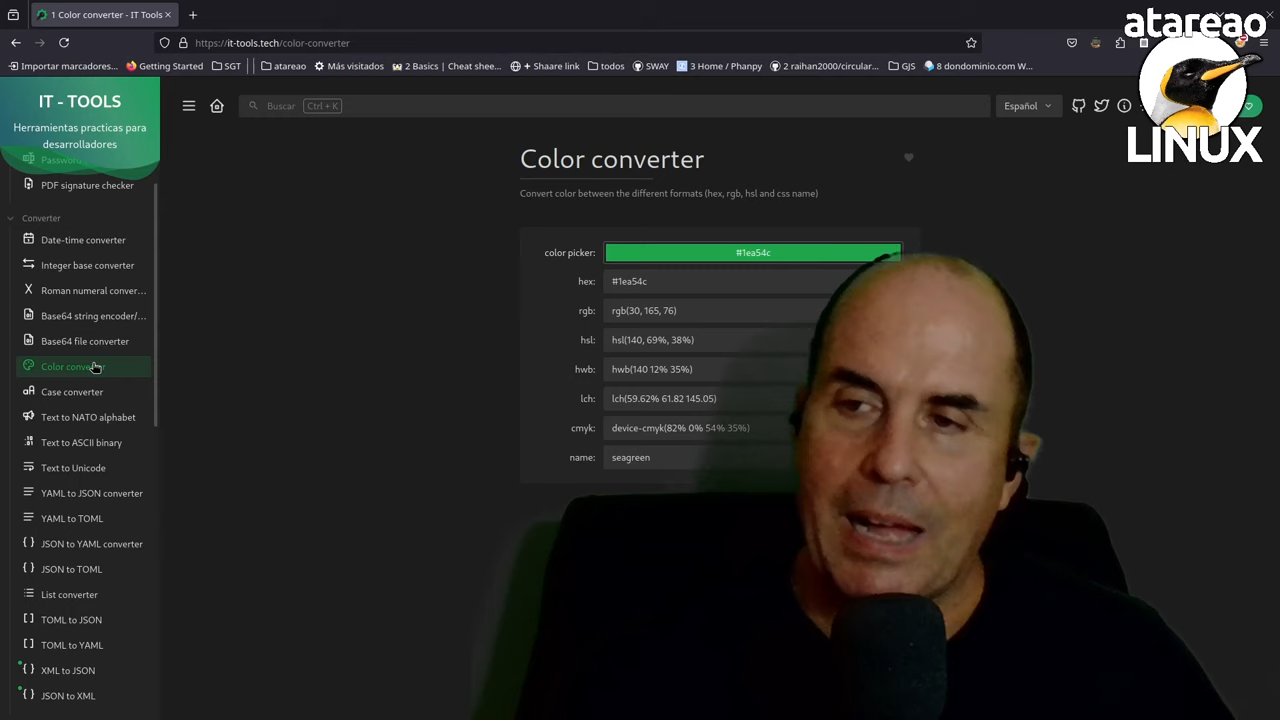 1 Color converter - IT Tools
https://it-tools.tech/color-converter
Importar marcadores...
Getting Started
SGT
atareao
Más visitados
2 Basics | Cheat she...
+ Shaare link
todos
SWAY
3 Home / Phanpy
2 raihan2000/circular...
GJS
8 dondominio.com W...
atareao
LINUX
IT - TOOLS
Herramientas practicas para
desarrolladores
Buscar
Ctrl + K
Español
Password
PDF signature checker
Converter
Date-time converter
Integer base converter
Roman numeral conver...
Base64 string encoder/...
Base64 file converter
Color converter
Case converter
Text to NATO alphabet
Text to ASCII binary
Text to Unicode
YAML to JSON converter
YAML to TOML
JSON to YAML converter
JSON to TOML
List converter
TOML to JSON
TOML to YAML
XML to JSON
JSON to XML
Color converter
Convert color between the different formats (hex, rgb, hsl and css name)
color picker: #1ea54c
hex: #1ea54c
rgb: rgb(30, 165, 76)
hsl: hsl(140, 69%, 38%)
hwb: hwb(140 12% 35%)
lch: lch(59.62% 61.82 145.05)
cmyk: device-cmyk(82% 0% 54% 35%)
name: seagreen